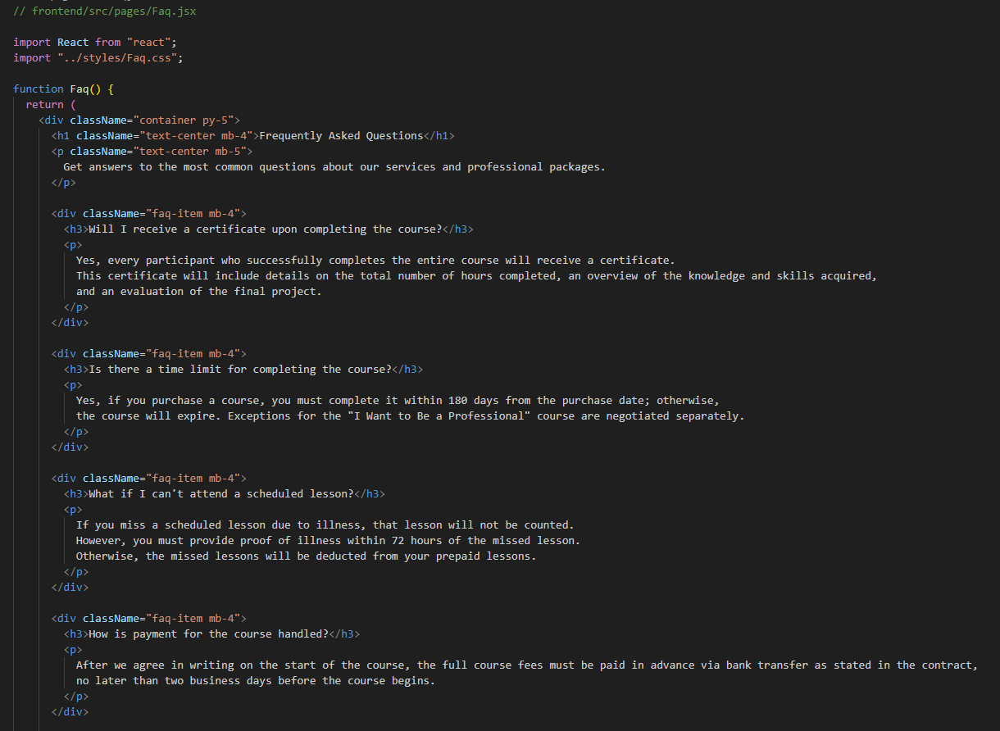 // frontend/src/pages/Faq.jsx
import React from "react";
import "../styles/Faq.css";
function Faq() {
return (
<div className="container py-5">
<h1 className="text-center mb-4">Frequently Asked Questions</h1>
<p className="text-center mb-5">
Get answers to the most common questions about our services and professional packages.
</p>
<div className="faq-item mb-4">
<h3>Will I receive a certificate upon completing the course?</h3>
<p>
Yes, every participant who successfully completes the entire course will receive a certificate.
This certificate will include details on the total number of hours completed, an overview of the knowledge and skills acquired,
and an evaluation of the final project.
</p>
</div>
<div className="faq-item mb-4">
<h3>Is there a time limit for completing the course?</h3>
<p>
Yes, if you purchase a course, you must complete it within 180 days from the purchase date; otherwise,
the course will expire. Exceptions for the "I Want to Be a Professional" course are negotiated separately.
</p>
</div>
<div className="faq-item mb-4">
<h3>What if I can't attend a scheduled lesson?</h3>
<p>
If you miss a scheduled lesson due to illness, that lesson will not be counted.
However, you must provide proof of illness within 72 hours of the missed lesson.
Otherwise, the missed lessons will be deducted from your prepaid lessons.
</p>
</div>
<div className="faq-item mb-4">
<h3>How is payment for the course handled?</h3>
<p>
After we agree in writing on the start of the course, the full course fees must be paid in advance via bank transfer as stated in the contract,
no later than two business days before the course begins.
</p>
</div>